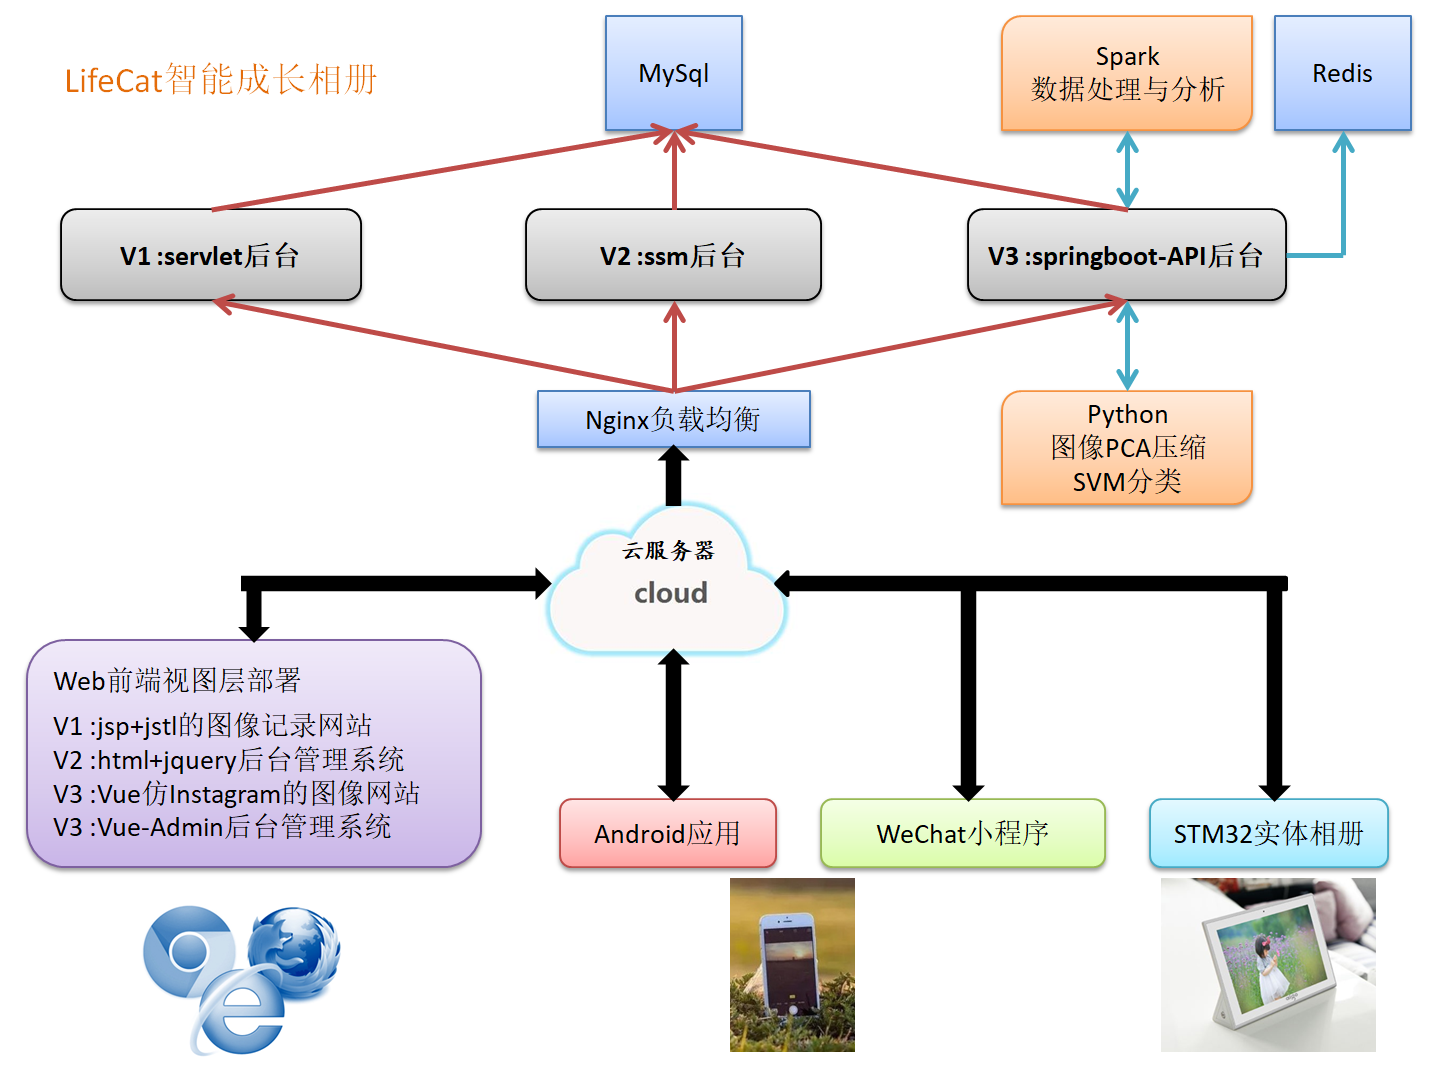 LifeCat智能成长相册
MySql
Spark
数据处理与分析
Redis
V1 :servlet后台
V2 :ssm后台
V3 :springboot-API后台
Nginx负载均衡
Python
图像PCA压缩
SVM分类
云服务器
cloud
Web前端视图层部署
V1 :jsp+jstl的图像记录网站
V2 :html+jquery后台管理系统
V3 :Vue仿Instagram的图像网站
V3 :Vue-Admin后台管理系统
Android应用
WeChat小程序
STM32实体相册